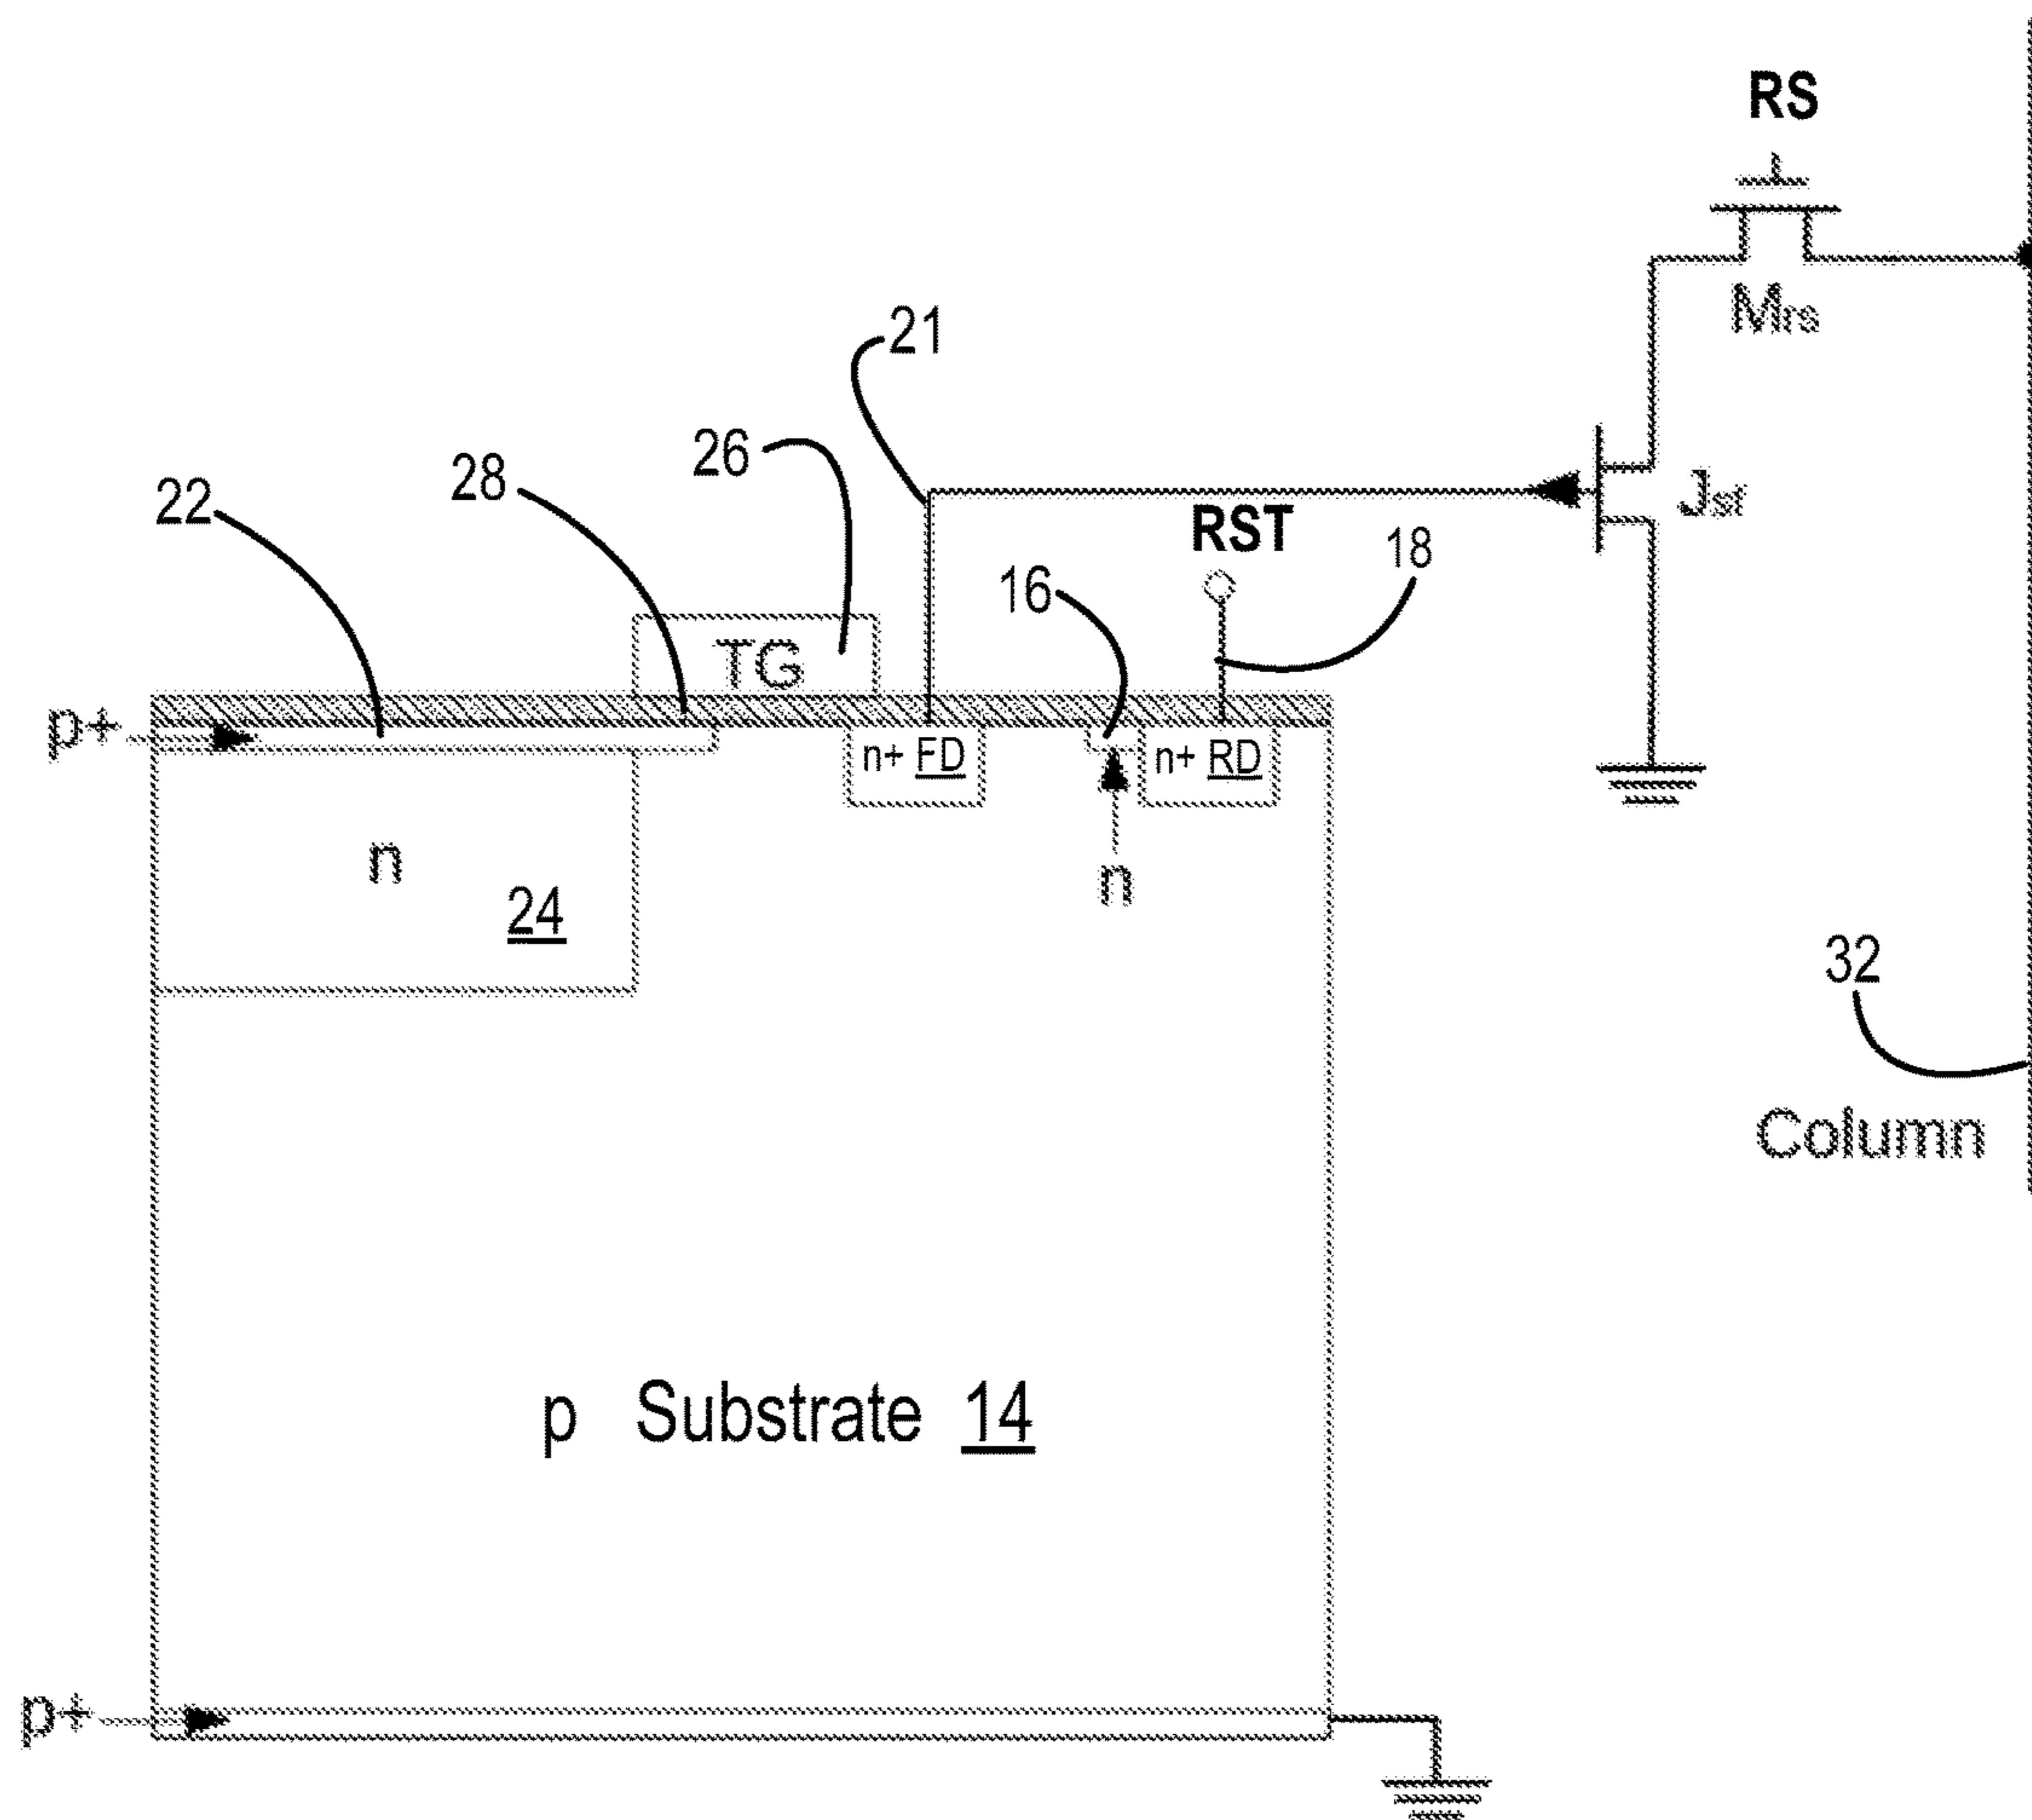 RS
Mrs
21
26
28
22
Jsf
RST
18
16
TG
p+
n+ FD
n+ RD
n
24
n
32
Column
p Substrate 14
p+